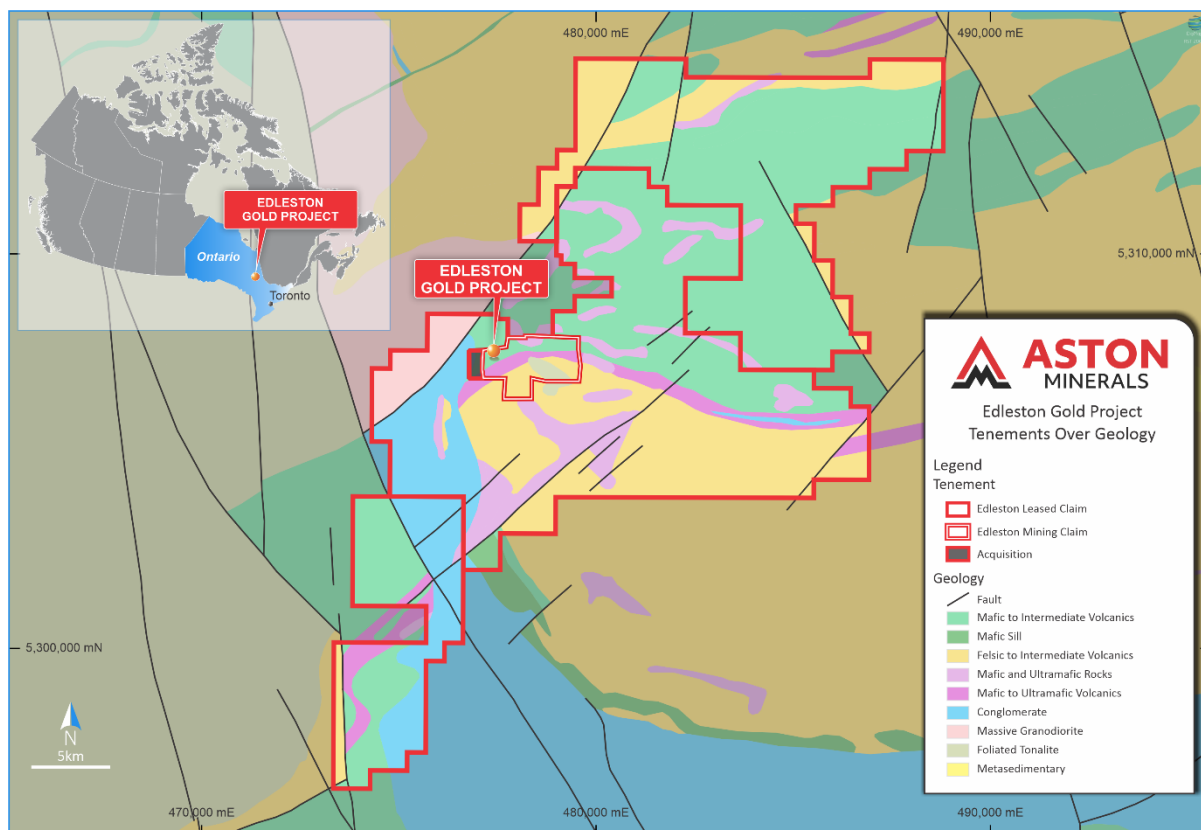 480,000 mE
490,000 mE
EDLESTON
GOLD PROJECT
Ontario
Toronto
5,310,000 mN
EDLESTON
GOLD PROJECT
ASTON
MINERALS
Edleston Gold Project
Tenements Over Geology
Legend
Tenement
Edleston Leased Claim
Edleston Mining Claim
Acquisition
Geology
Fault
Mafic to Intermediate Volcanics
Mafic Sill
Felsic to Intermediate Volcanics
Mafic and Ultramafic Rocks
Mafic to Ultramafic Volcanics
Conglomerate
Massive Granodiorite
Foliated Tonalite
Metasedimentary
5,300,000 mN
N
5km
470,000 mE
480,000 mE
490,000 mE